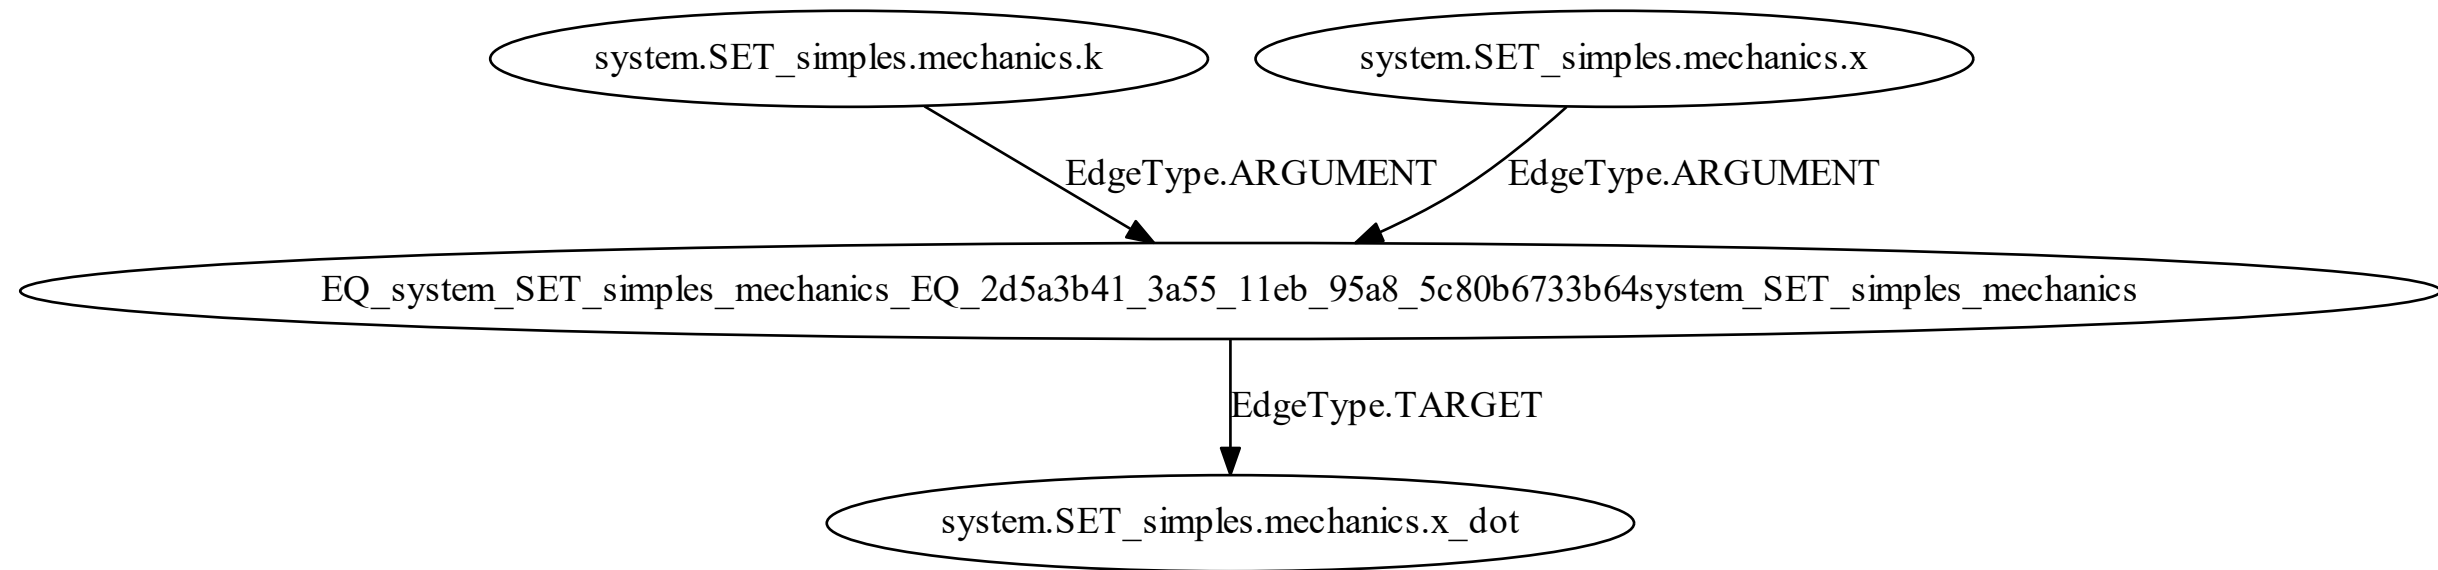 system.SET_simples.mechanics.k
system.SET_simples.mechanics.x
EdgeType.ARGUMENT
EdgeType.ARGUMENT
EQ_system_SET_simples_mechanics_EQ_2d5a3b41_3a55_11eb_95a8_5c80b6733b64system_SET_simples_mechanics
EdgeType.TARGET
system.SET_simples.mechanics.x_dot